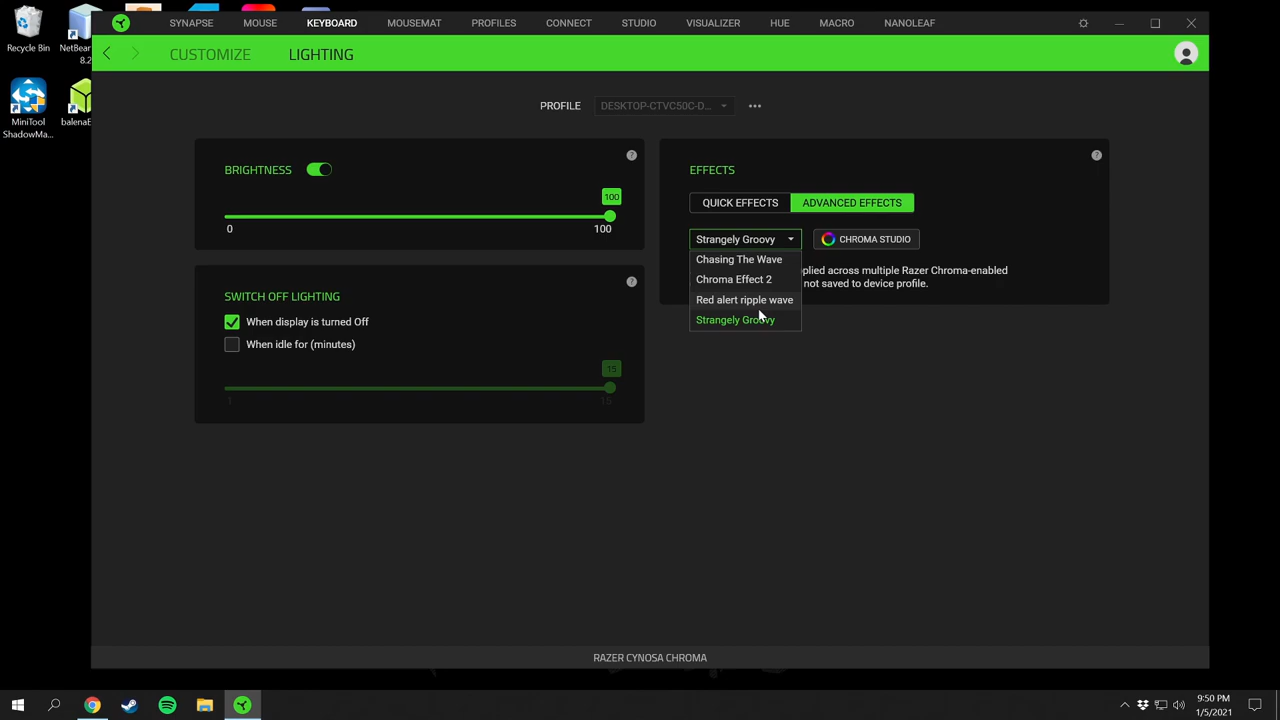 Recycle Bin
NetBean
8.2
MiniTool
ShadowMa...
balenaE
SYNAPSE
MOUSE
KEYBOARD
MOUSEMAT
PROFILES
CONNECT
STUDIO
VISUALIZER
HUE
MACRO
NANOLEAF
CUSTOMIZE
LIGHTING
PROFILE
DESKTOP-CTVC50C-D...
BRIGHTNESS
100
0
100
SWITCH OFF LIGHTING
When display is turned Off
When idle for (minutes)
15
1
15
EFFECTS
QUICK EFFECTS
ADVANCED EFFECTS
Strangely Groovy
CHROMA STUDIO
Chasing The Wave
Chroma Effect 2
Red alert ripple wave
Strangely Groovy
plied across multiple Razer Chroma-enabled
not saved to device profile.
RAZER CYNOSA CHROMA
9:50 PM
1/5/2021